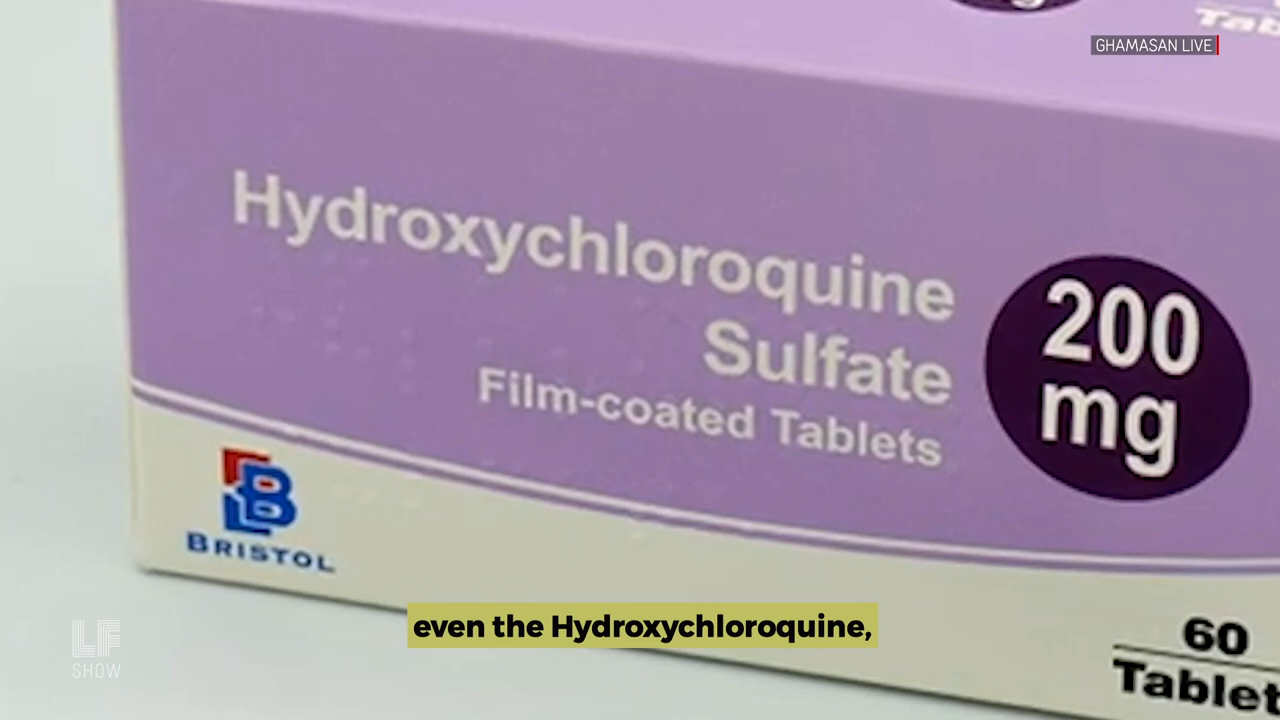 GHAMASAN LIVE
Hydroxychloroquine
Sulfate
Film-coated Tablets
200
mg
BRISTOL
even the Hydroxychloroquine,
LF
SHOW
60
Tablet